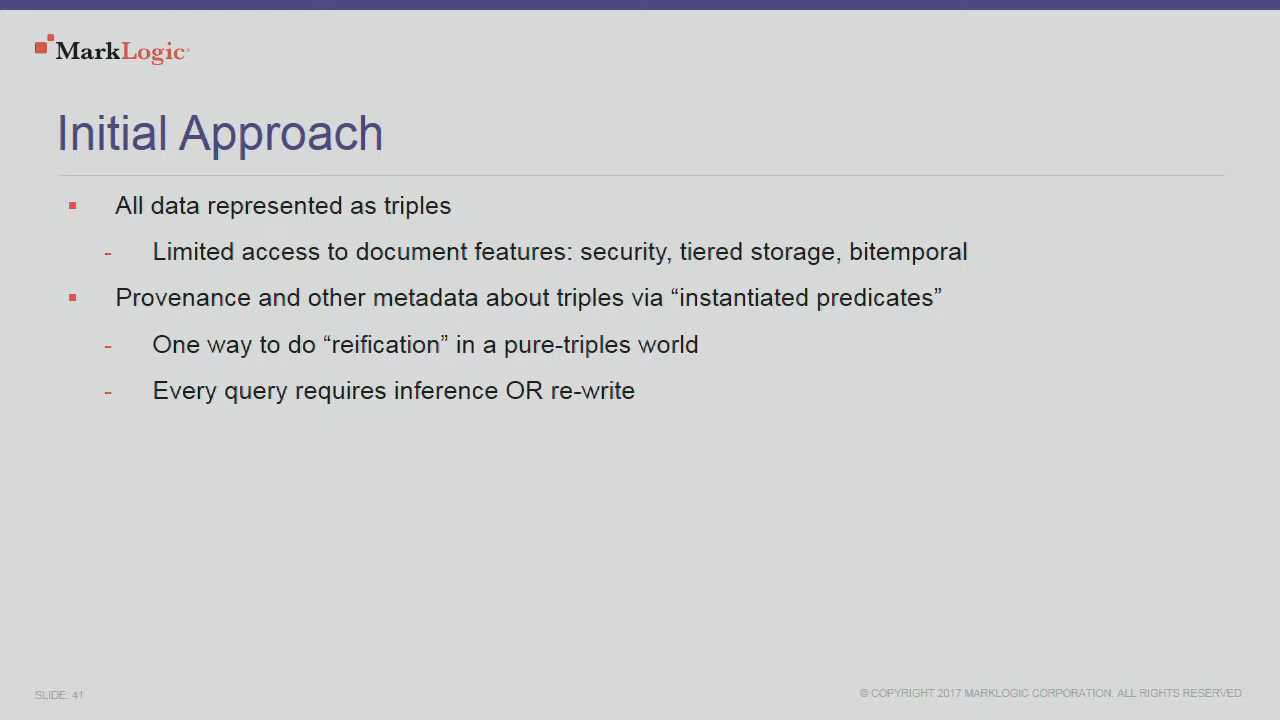 MarkLogic
Initial Approach
All data represented as triples
- Limited access to document features: security, tiered storage, bitemporal
Provenance and other metadata about triples via “instantiated predicates”
- One way to do “reification” in a pure-triples world
- Every query requires inference OR re-write
SLIDE: 41
© COPYRIGHT 2017 MARKLOGIC CORPORATION. ALL RIGHTS RESERVED